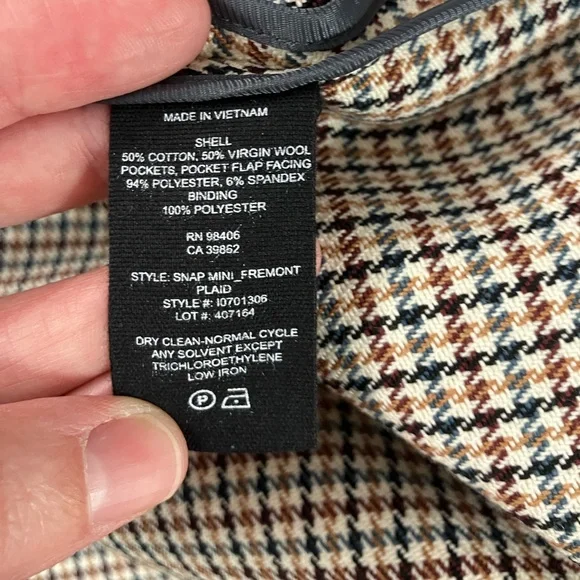 MADE IN VIETNAM
SHELL
50% COTTON, 50% VIRGIN WOOL
POCKETS, POCKET FLAP FACING
94% POLYESTER, 6% SPANDEX
BINDING
100% POLYESTER
RN 98406
CA 39862
STYLE: SNAP MINI_FREMONT
PLAID
STYLE #: I0701306
LOT #: 407164
DRY CLEAN-NORMAL CYCLE
ANY SOLVENT EXCEPT
TRICHLOROETHYLENE
LOW IRON
P